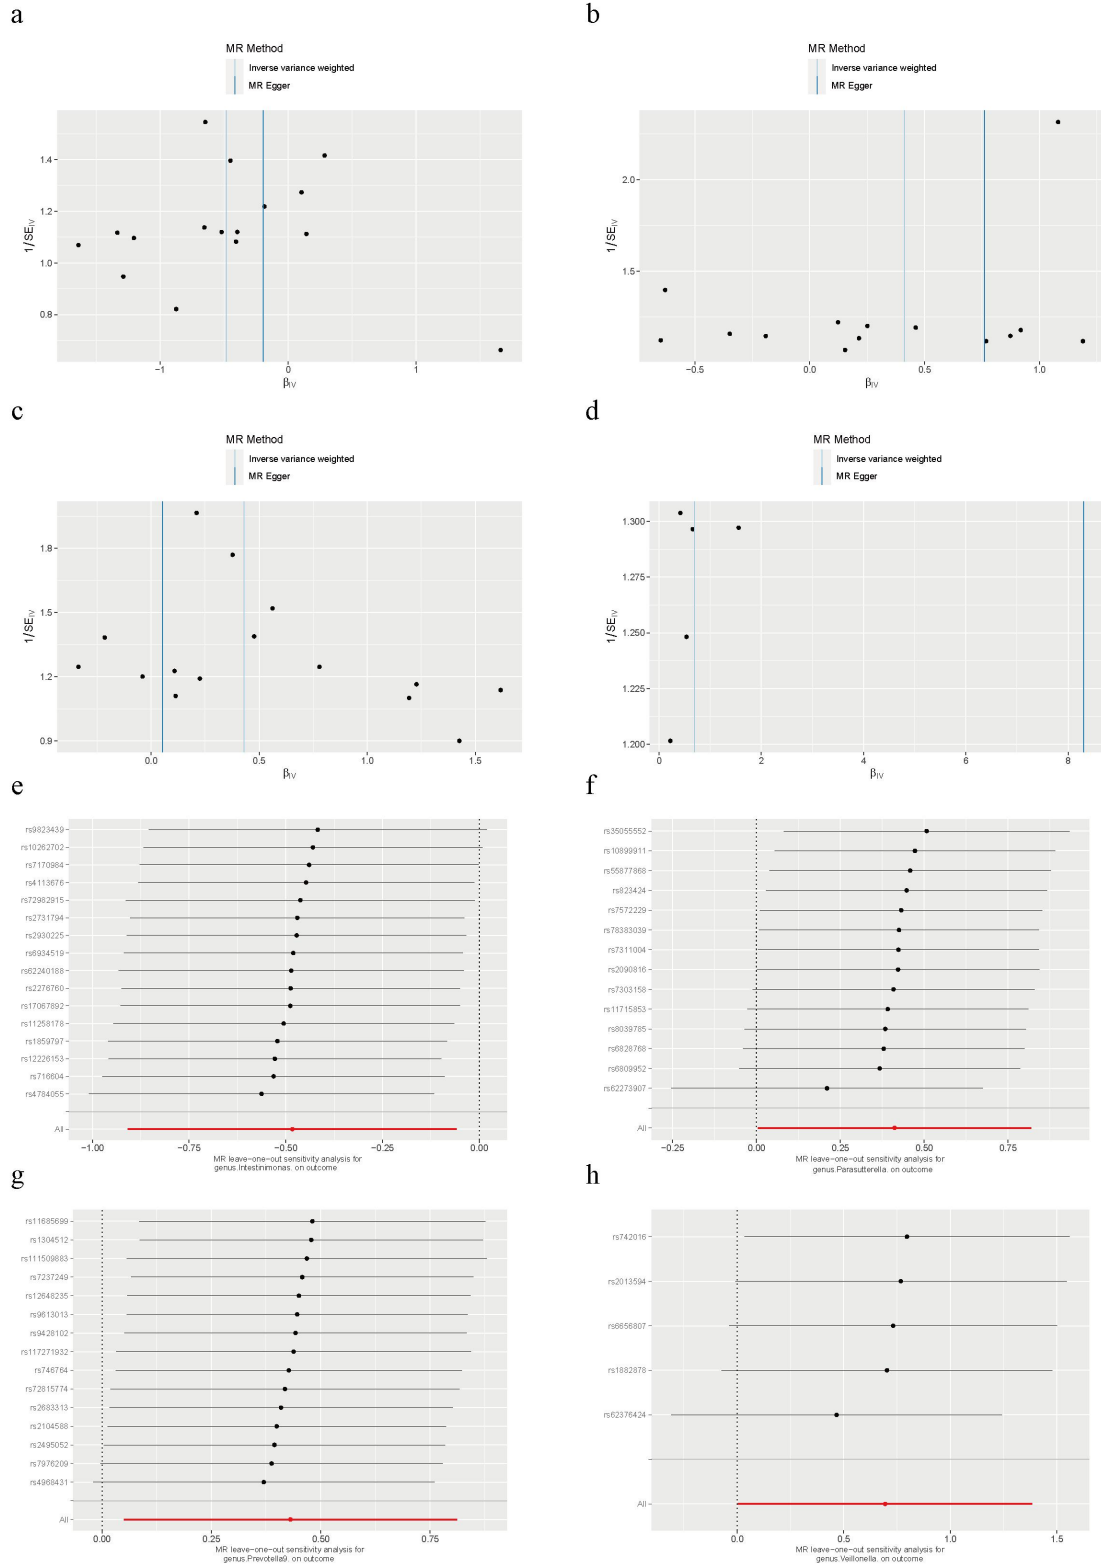 a
MR Method
Inverse variance weighted
MR Egger
1/SEIV
1.4
1.2
1.0
0.8
−1
0
1
βIV
b
MR Method
Inverse variance weighted
MR Egger
1/SEIV
2.0
1.5
−0.5
0.0
0.5
1.0
βIV
c
MR Method
Inverse variance weighted
MR Egger
1/SEIV
1.8
1.5
1.2
0.9
0.0
0.5
1.0
1.5
βIV
d
MR Method
Inverse variance weighted
MR Egger
1/SEIV
1.300
1.275
1.250
1.225
1.200
0
2
4
6
8
βIV
e
rs9823439
rs10262702
rs7170984
rs4113676
rs72982915
rs2731794
rs2930225
rs6934519
rs62240188
rs2276760
rs17067892
rs11258178
rs1859797
rs12226153
rs716604
rs4784055
All
−1.00
−0.75
−0.50
−0.25
0.00
MR leave−one−out sensitivity analysis for
genus.Intestinimonas. on outcome
f
rs35055552
rs10899911
rs55877868
rs823424
rs7572229
rs78383039
rs7311004
rs2090816
rs7303158
rs11715853
rs8039785
rs6828768
rs6809952
rs62273907
All
−0.25
0.00
0.25
0.50
0.75
MR leave−one−out sensitivity analysis for
genus.Parasutterella. on outcome
g
rs11685699
rs1304512
rs111509883
rs7237249
rs12648235
rs9613013
rs9428102
rs117271932
rs746764
rs72815774
rs2683313
rs2104588
rs2495052
rs7976209
rs4968431
All
0.00
0.25
0.50
0.75
MR leave−one−out sensitivity analysis for
genus.Prevotella9. on outcome
h
rs742016
rs2013594
rs6656807
rs1882878
rs62376424
All
0.0
0.5
1.0
1.5
MR leave−one−out sensitivity analysis for
genus.Veillonella. on outcome